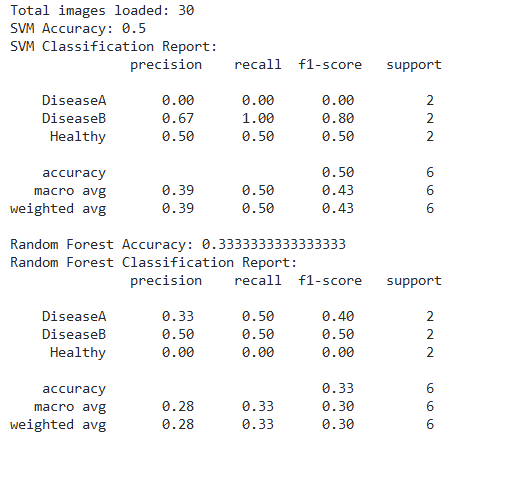 Total images loaded: 30
SVM Accuracy: 0.5
SVM Classification Report:
precision recall f1-score support
DiseaseA 0.00 0.00 0.00 2
DiseaseB 0.67 1.00 0.80 2
Healthy 0.50 0.50 0.50 2
accuracy 0.50 6
macro avg 0.39 0.50 0.43 6
weighted avg 0.39 0.50 0.43 6
Random Forest Accuracy: 0.3333333333333333
Random Forest Classification Report:
precision recall f1-score support
DiseaseA 0.33 0.50 0.40 2
DiseaseB 0.50 0.50 0.50 2
Healthy 0.00 0.00 0.00 2
accuracy 0.33 6
macro avg 0.28 0.33 0.30 6
weighted avg 0.28 0.33 0.30 6